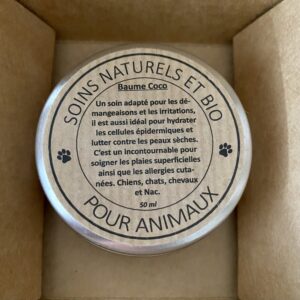 SOINS NATURELS ET BIO
Baume Coco
Un soin adapté pour les dé-
mangeaisons et les irritations,
il est aussi idéal pour hydrater
les cellules épidermiques et
lutter contre les peaux sèches.
C'est un incontournable pour
soigner les plaies superficielles
ainsi que les allergies cuta-
nées. Chiens, chats, chevaux
et Nac.
50 ml
POUR ANIMAUX